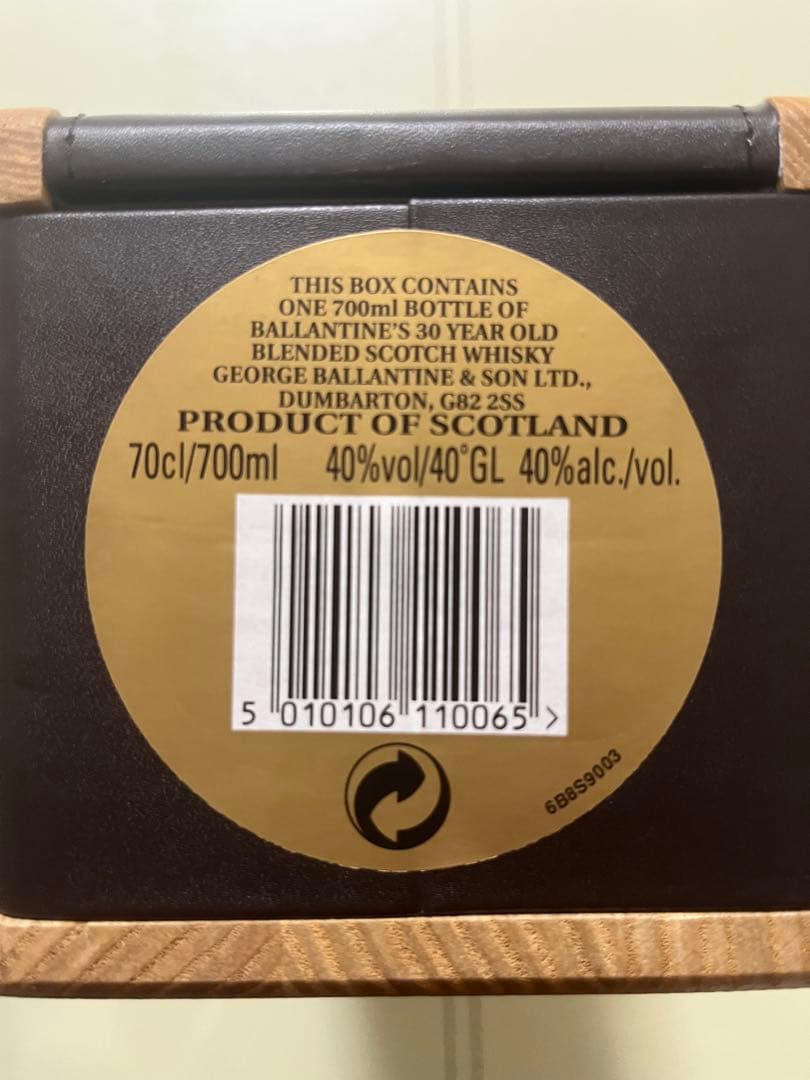 THIS BOX CONTAINS
ONE 700ml BOTTLE OF
BALLANTINE'S 30 YEAR OLD
BLENDED SCOTCH WHISKY
GEORGE BALLANTINE & SON LTD.,
DUMBARTON, G82 2SS
PRODUCT OF SCOTLAND
70cl/700ml 40%vol/40°GL 40%alc./vol.
5 010106 110065 >
6B8S9003